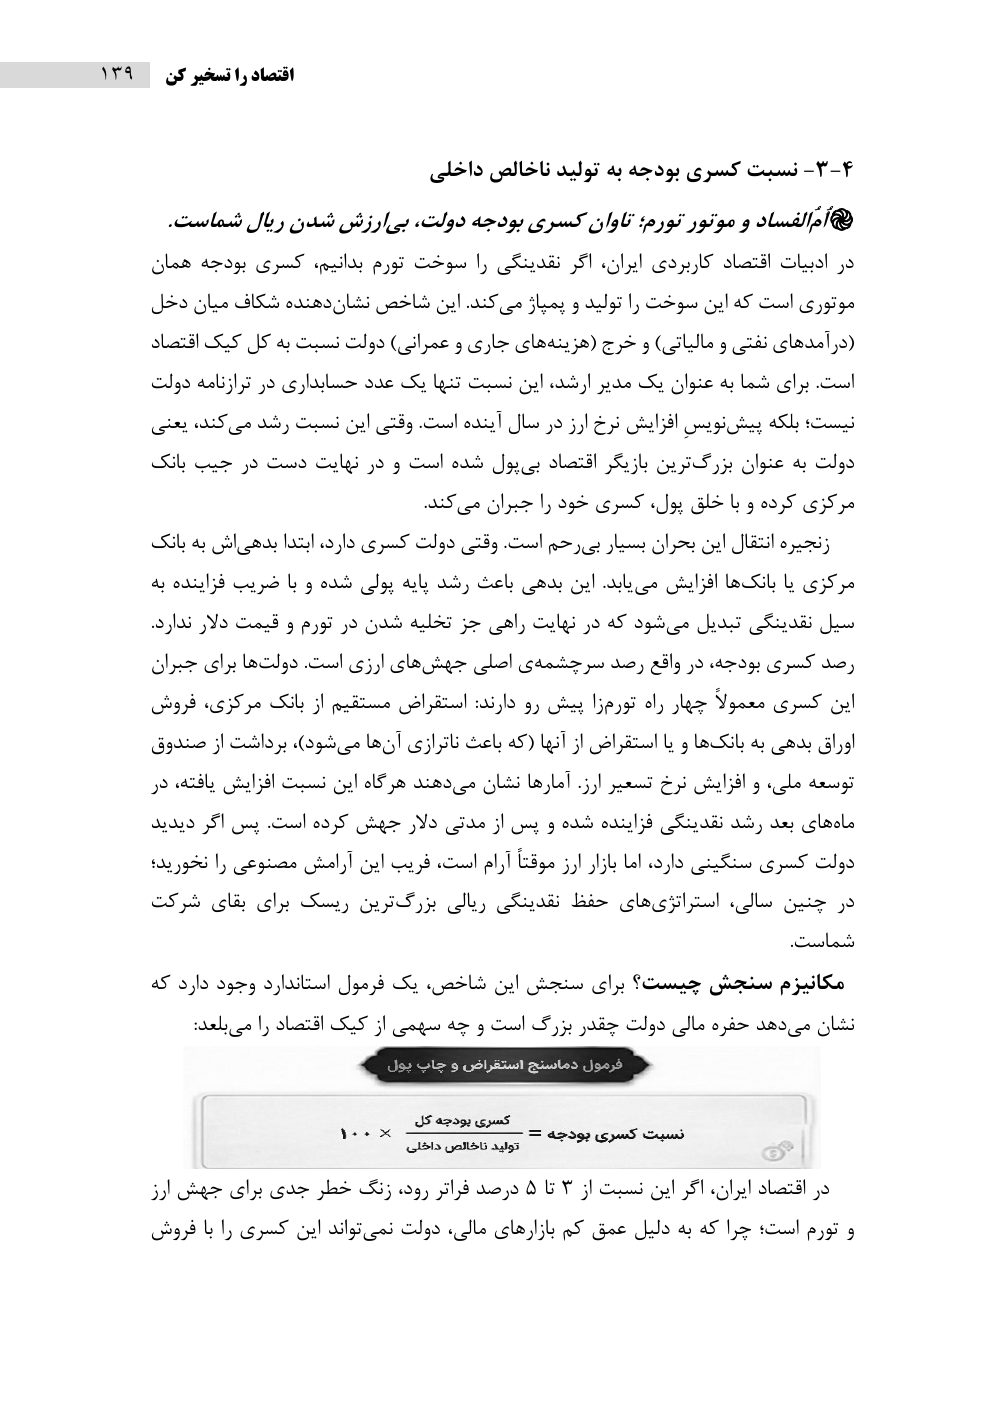 اقتصاد را تسخیر کن ۱۳۹
۴-۳- نسبت کسری بودجه به تولید ناخالص داخلی
اُم‌ّالفساد و موتور تورم؛ تاوان کسری بودجه دولت، بی‌ارزش شدن ریال شماست.
در ادبیات اقتصاد کاربردی ایران، اگر نقدینگی را سوخت تورم بدانیم، کسری بودجه همان
موتوری است که این سوخت را تولید و پمپاژ می‌کند. این شاخص نشان‌دهنده شکاف میان دخل
(درآمدهای نفتی و مالیاتی) و خرج (هزینه‌های جاری و عمرانی) دولت نسبت به کل کیک اقتصاد
است. برای شما به عنوان یک مدیر ارشد، این نسبت تنها یک عدد حسابداری در ترازنامه دولت
نیست؛ بلکه پیش‌نویسِ افزایش نرخ ارز در سال آینده است. وقتی این نسبت رشد می‌کند، یعنی
دولت به عنوان بزرگ‌ترین بازیگر اقتصاد بی‌پول شده است و در نهایت دست در جیب بانک
مرکزی کرده و با خلق پول، کسری خود را جبران می‌کند.
زنجیره انتقال این بحران بسیار بی‌رحم است. وقتی دولت کسری دارد، ابتدا بدهی‌اش به بانک
مرکزی یا بانک‌ها افزایش می‌یابد. این بدهی باعث رشد پایه پولی شده و با ضریب فزاینده به
سیل نقدینگی تبدیل می‌شود که در نهایت راهی جز تخلیه شدن در تورم و قیمت دلار ندارد.
رصد کسری بودجه، در واقع رصد سرچشمه‌ی اصلی جهش‌های ارزی است. دولت‌ها برای جبران
این کسری معمولاً چهار راه تورم‌زا پیش رو دارند: استقراض مستقیم از بانک مرکزی، فروش
اوراق بدهی به بانک‌ها و یا استقراض از آنها (که باعث ناترازی آن‌ها می‌شود)، برداشت از صندوق
توسعه ملی، و افزایش نرخ تسعیر ارز. آمارها نشان می‌دهند هرگاه این نسبت افزایش یافته، در
ماه‌های بعد رشد نقدینگی فزاینده شده و پس از مدتی دلار جهش کرده است. پس اگر دیدید
دولت کسری سنگینی دارد، اما بازار ارز موقتاً آرام است، فریب این آرامش مصنوعی را نخورید؛
در چنین سالی، استراتژی‌های حفظ نقدینگی ریالی بزرگ‌ترین ریسک برای بقای شرکت
شماست.
مکانیزم سنجش چیست؟ برای سنجش این شاخص، یک فرمول استاندارد وجود دارد که
نشان می‌دهد حفره مالی دولت چقدر بزرگ است و چه سهمی از کیک اقتصاد را می‌بلعد:
فرمول دماسنج استقراض و چاپ پول
کسری بودجه کل
نسبت کسری بودجه = × ۱۰۰
تولید ناخالص داخلی
در اقتصاد ایران، اگر این نسبت از ۳ تا ۵ درصد فراتر رود، زنگ خطر جدی برای جهش ارز
و تورم است؛ چرا که به دلیل عمق کم بازارهای مالی، دولت نمی‌تواند این کسری را با فروش